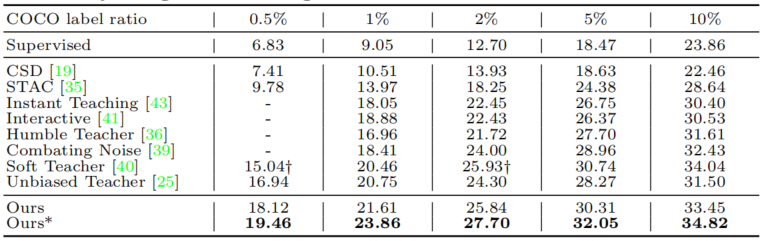 COCO label ratio | 0.5% | 1% | 2% | 5% | 10%
Supervised | 6.83 | 9.05 | 12.70 | 18.47 | 23.86
CSD [19] | 7.41 | 10.51 | 13.93 | 18.63 | 22.46
STAC [35] | 9.78 | 13.97 | 18.25 | 24.38 | 28.64
Instant Teaching [43] | - | 18.05 | 22.45 | 26.75 | 30.40
Interactive [41] | - | 18.88 | 22.43 | 26.37 | 30.53
Humble Teacher [36] | - | 16.96 | 21.72 | 27.70 | 31.61
Combating Noise [39] | - | 18.41 | 24.00 | 28.96 | 32.43
Soft Teacher [40] | 15.04† | 20.46 | 25.93† | 30.74 | 34.04
Unbiased Teacher [25] | 16.94 | 20.75 | 24.30 | 28.27 | 31.50
Ours | 18.12 | 21.61 | 25.84 | 30.31 | 33.45
Ours* | 19.46 | 23.86 | 27.70 | 32.05 | 34.82